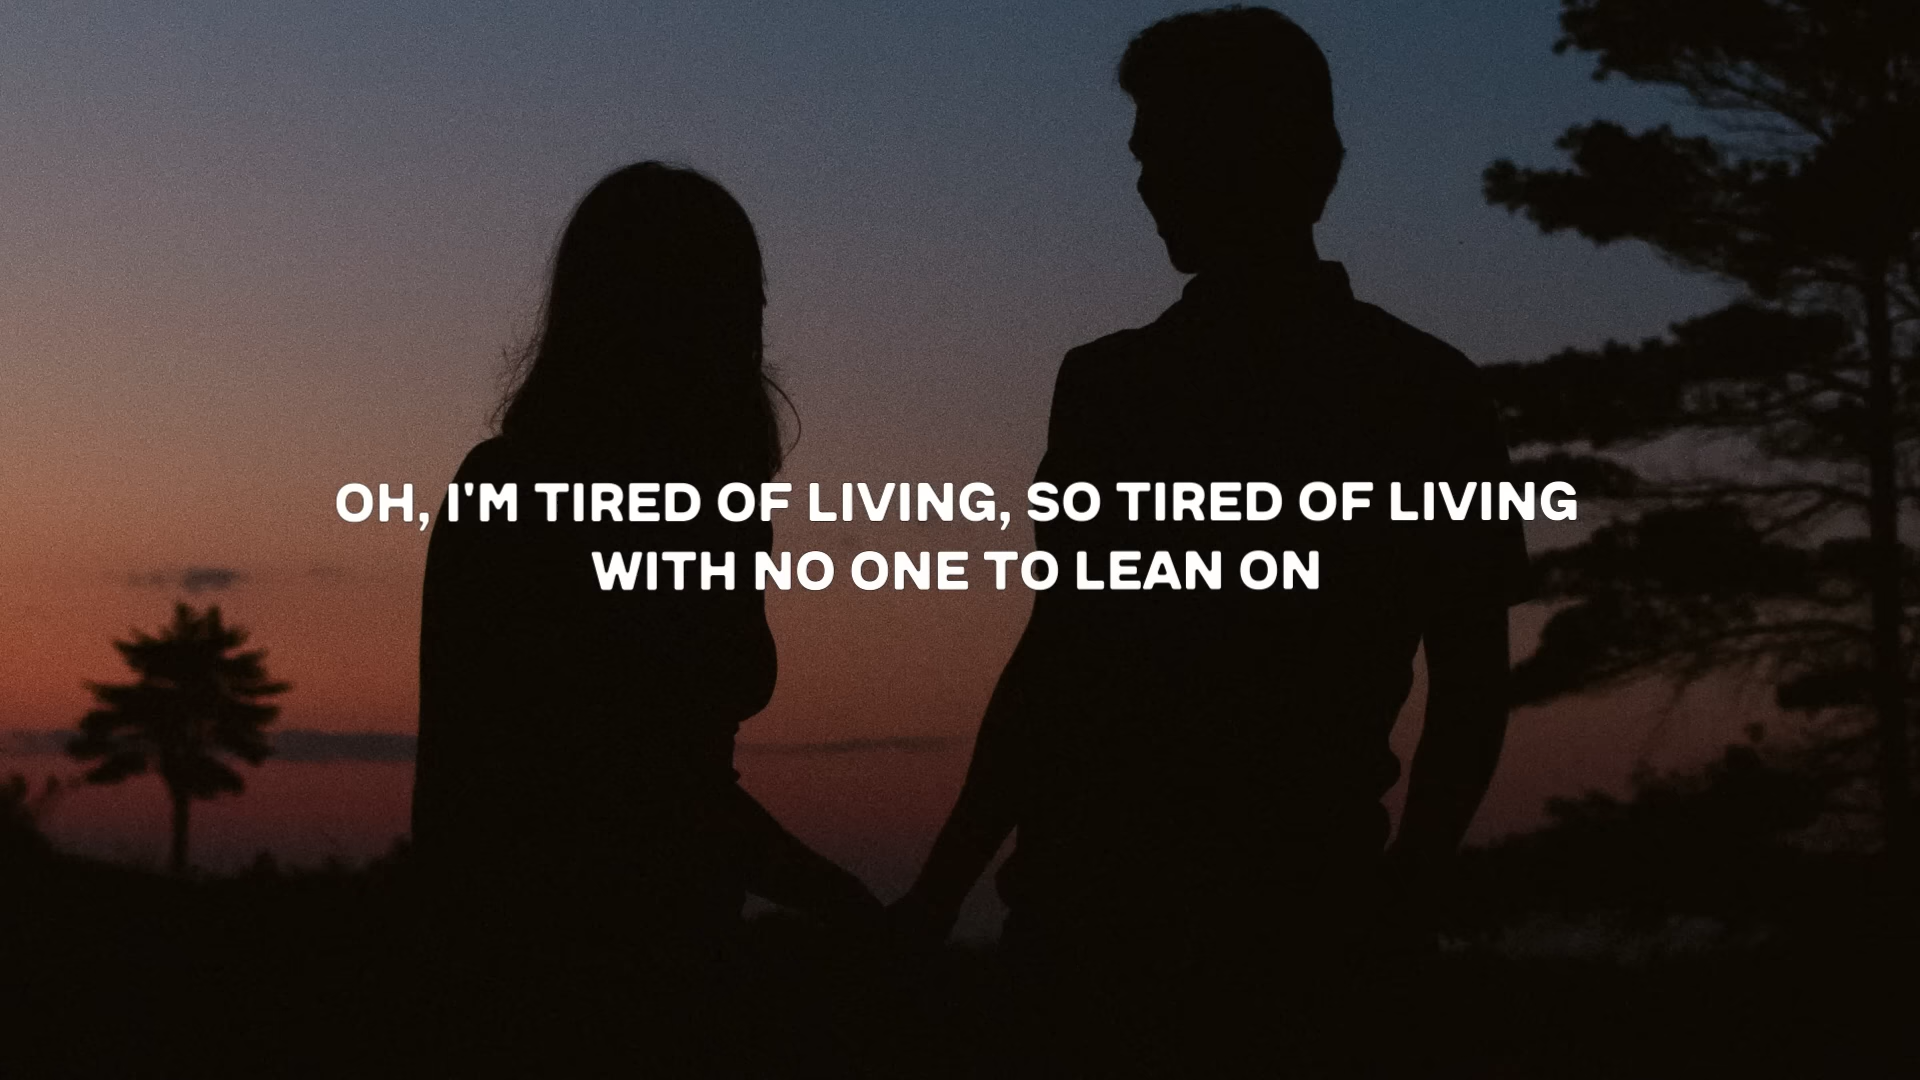 OH, I'M TIRED OF LIVING, SO TIRED OF LIVING
WITH NO ONE TO LEAN ON